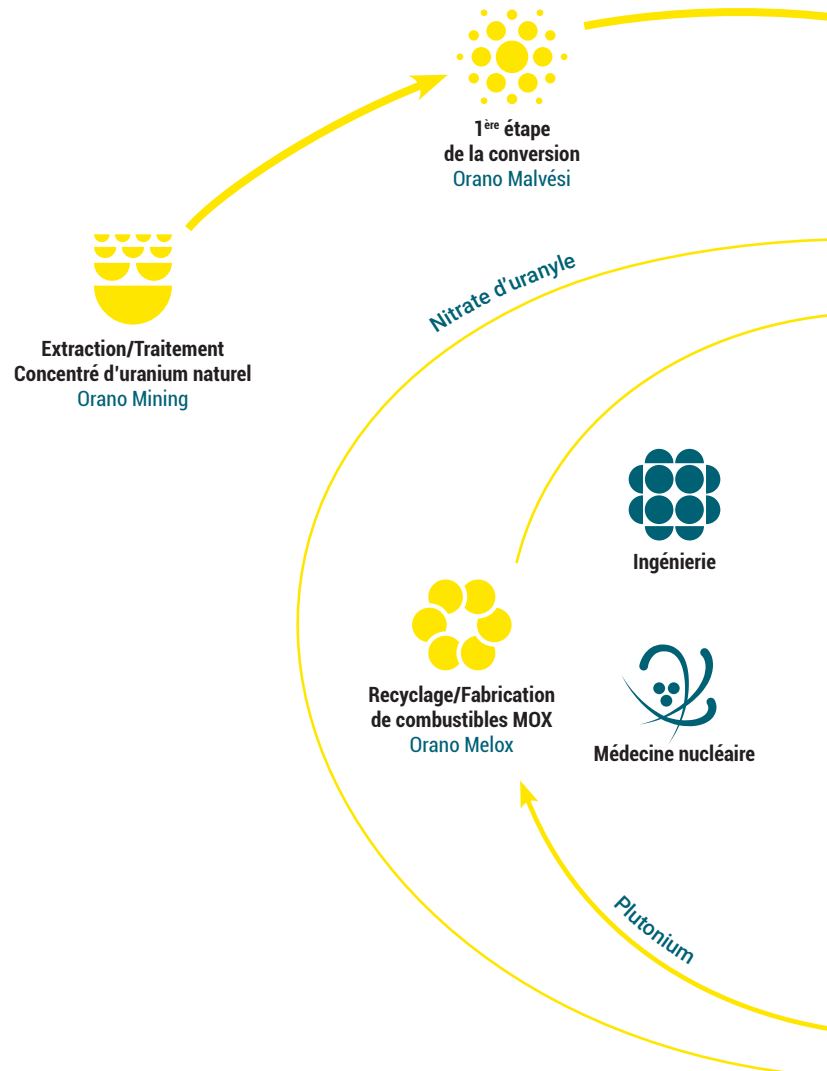 1ère étape
de la conversion
Orano Malvési
Nitrate d'uranyle
Extraction/Traitement
Concentré d'uranium naturel
Orano Mining
Ingénierie
Recyclage/Fabrication
de combustibles MOX
Orano Melox
Médecine nucléaire
Plutonium